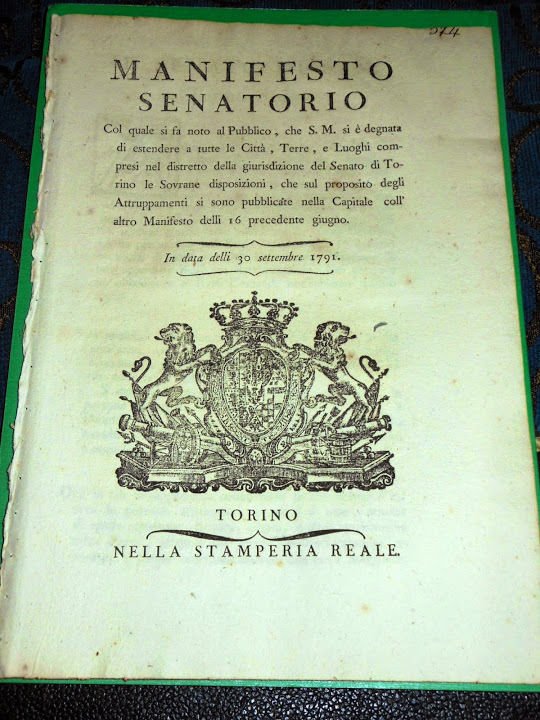 574
MANIFESTO
SENATORIO
Col quale si fa noto al Pubblico, che S. M. si è degnata
di estendere a tutte le Città, Terre, e Luoghi com-
presi nel distretto della giurisdizione del Senato di To-
rino le Sovrane disposizioni, che sul proposito degli
Attruppamenti si sono pubblicate nella Capitale coll'
altro Manifesto delli 16 precedente giugno.
In data delli 30 settembre 1791.
TORINO
NELLA STAMPERIA REALE.